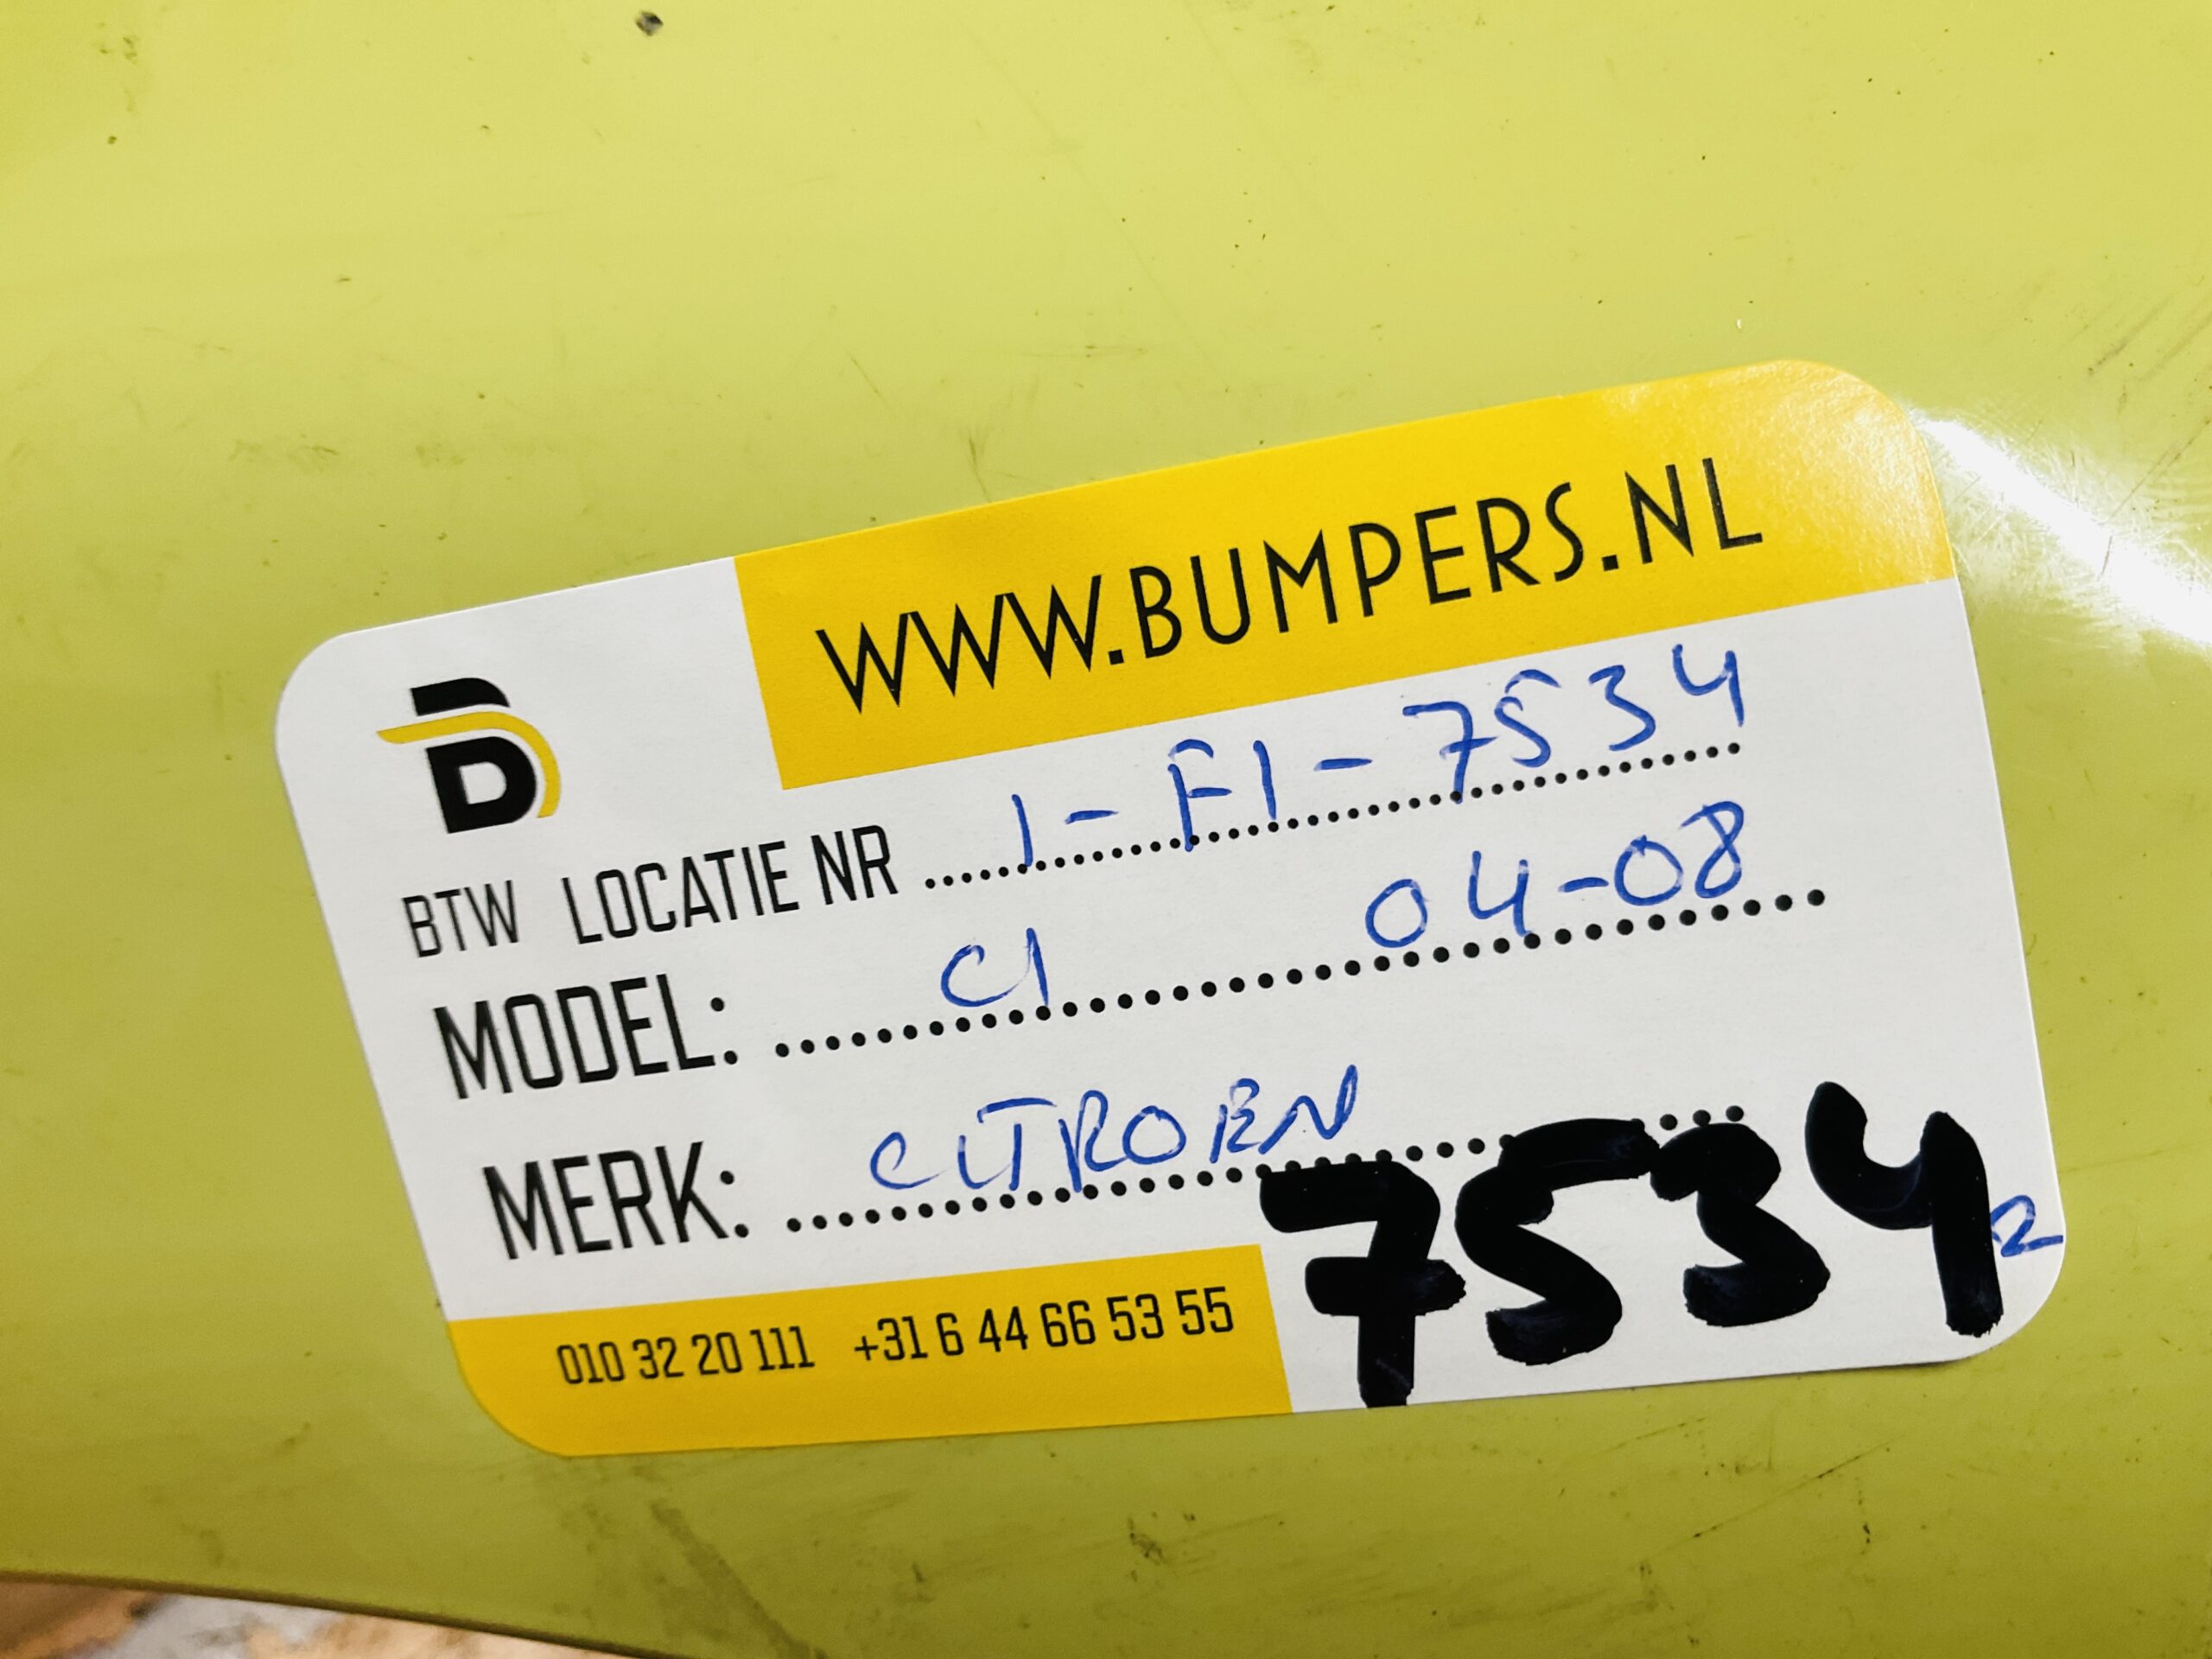 WWW.BUMPERS.NL
B
BTW LOCATIE NR 1-F1-7534
MODEL: C1 04-08
MERK: CITROEN
7534 2
010 32 20 111 +31 6 44 66 53 55